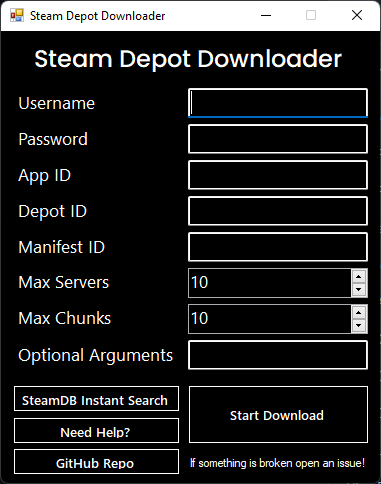 Steam Depot Downloader
Steam Depot Downloader
Username
Password
App ID
Depot ID
Manifest ID
Max Servers 10
Max Chunks 10
Optional Arguments
SteamDB Instant Search
Start Download
Need Help?
GitHub Repo
If something is broken open an issue!